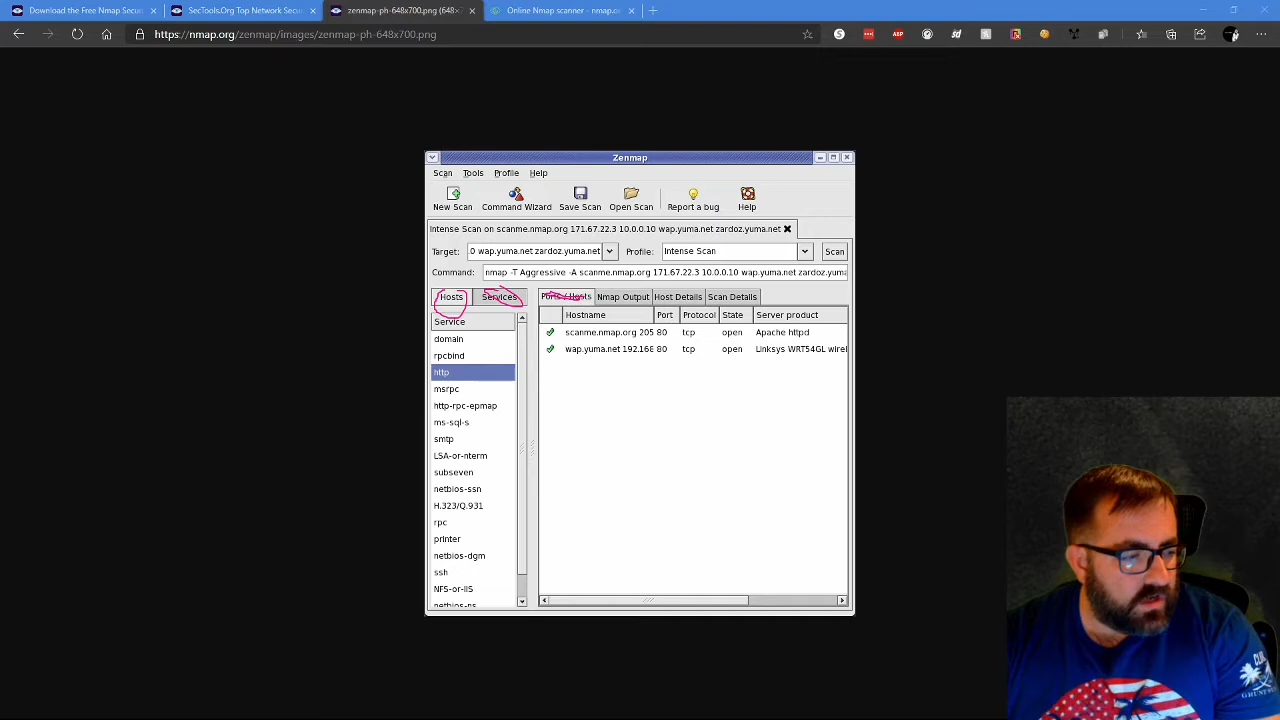 Download the Free Nmap Secu
SecTools.Org Top Network Secu
zenmap-ph-648x700.png (648×
Online Nmap scanner - nmap.o
https://nmap.org/zenmap/images/zenmap-ph-648x700.png
ABP
Zenmap
Scan Tools Profile Help
New Scan Command Wizard Save Scan Open Scan Report a bug Help
Intense Scan on scanme.nmap.org 171.67.22.3 10.0.0.10 wap.yuma.net zardoz.yuma.net
Target: 0 wap.yuma.net zardoz.yuma.net Profile: Intense Scan Scan
Command: nmap -T Aggressive -A scanme.nmap.org 171.67.22.3 10.0.0.10 wap.yuma.net zardoz.yuma
Hosts Services Ports / Hosts Nmap Output Host Details Scan Details
Service
domain
rpcbind
http
msrpc
http-rpc-epmap
ms-sql-s
smtp
LSA-or-nterm
subseven
netbios-ssn
H.323/Q.931
rpc
printer
netbios-dgm
ssh
NFS-or-IIS
netbios-ns
Hostname Port Protocol State Server product
scanme.nmap.org 205 80 tcp open Apache httpd
wap.yuma.net 192.168 80 tcp open Linksys WRT54GL wirel